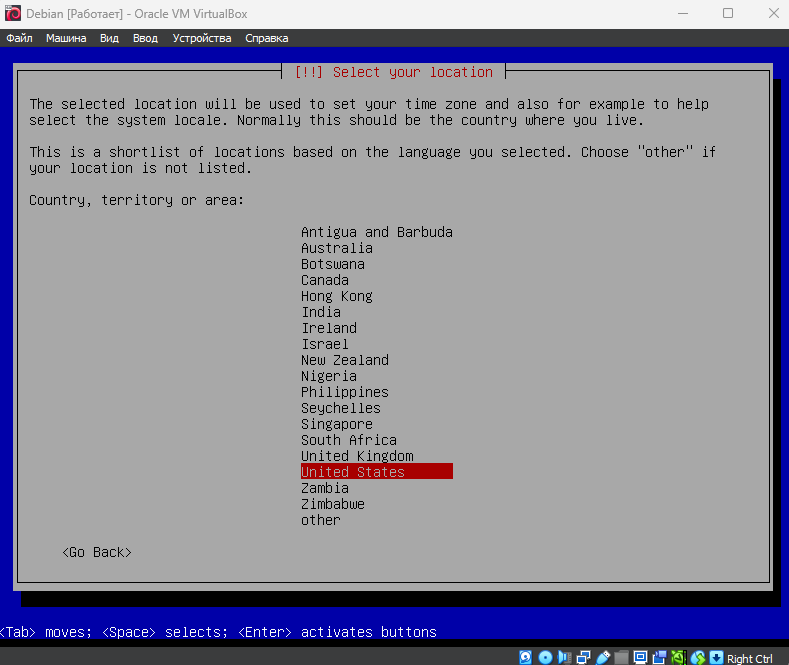 Debian [Работает] - Oracle VM VirtualBox
Файл Машина Вид Ввод Устройства Справка
[!!] Select your location
The selected location will be used to set your time zone and also for example to help
select the system locale. Normally this should be the country where you live.
This is a shortlist of locations based on the language you selected. Choose "other" if
your location is not listed.
Country, territory or area:
Antigua and Barbuda
Australia
Botswana
Canada
Hong Kong
India
Ireland
Israel
New Zealand
Nigeria
Philippines
Seychelles
Singapore
South Africa
United Kingdom
United States
Zambia
Zimbabwe
other
<Go Back>
<Tab> moves; <Space> selects; <Enter> activates buttons
Right Ctrl